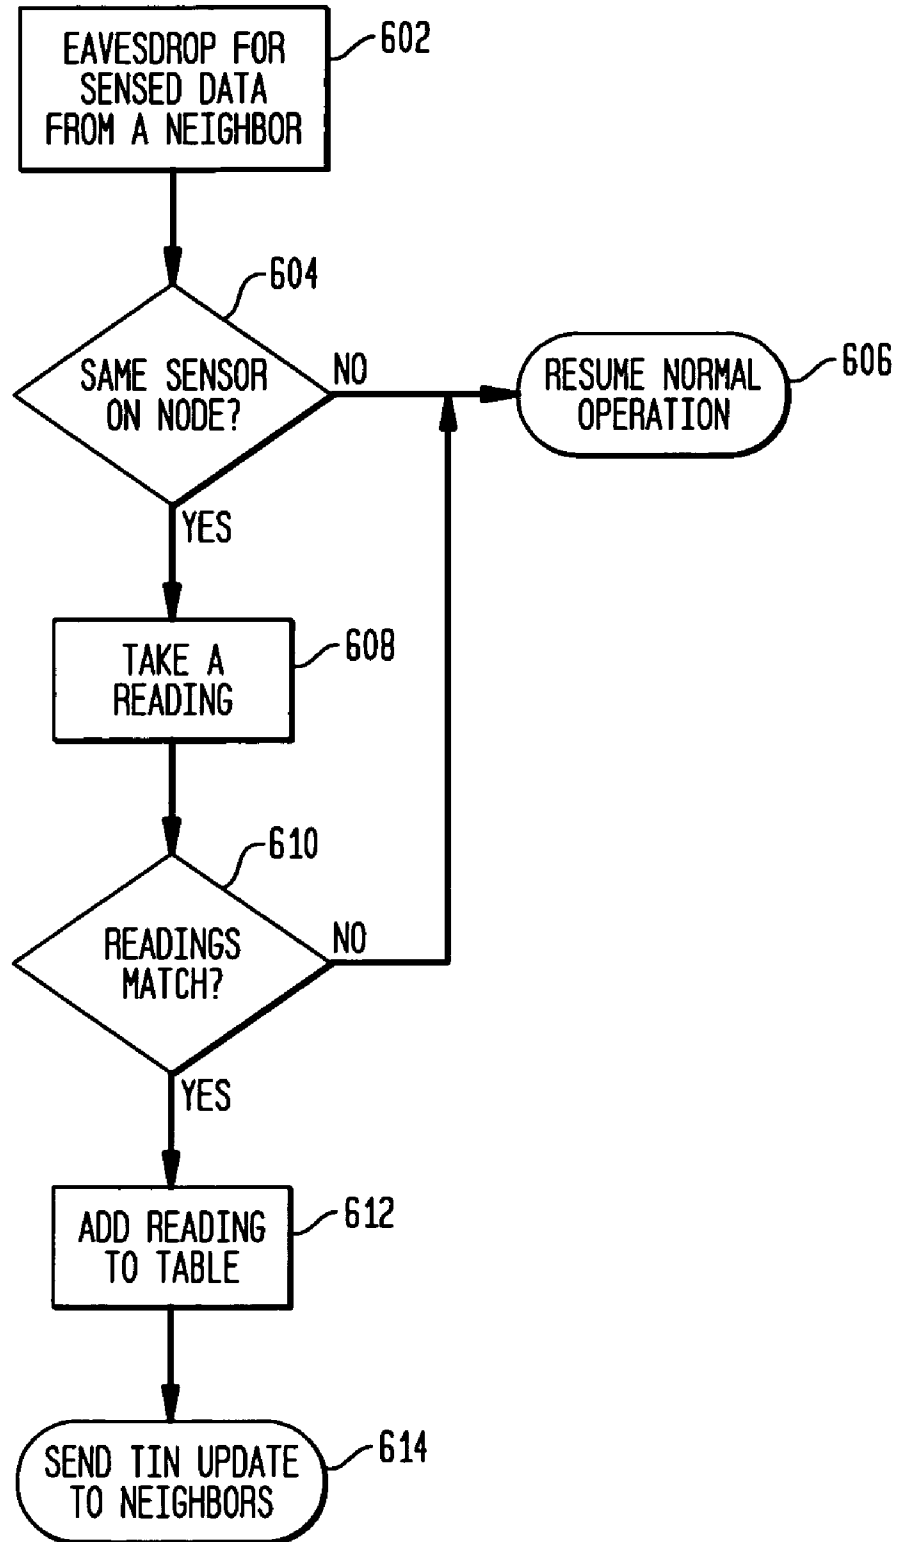 EAVESDROP FOR
SENSED DATA
FROM A NEIGHBOR
602
604
SAME SENSOR
ON NODE?
NO
YES
RESUME NORMAL
OPERATION
606
TAKE A
READING
608
610
READINGS
MATCH?
NO
YES
ADD READING
TO TABLE
612
SEND TIN UPDATE
TO NEIGHBORS
614